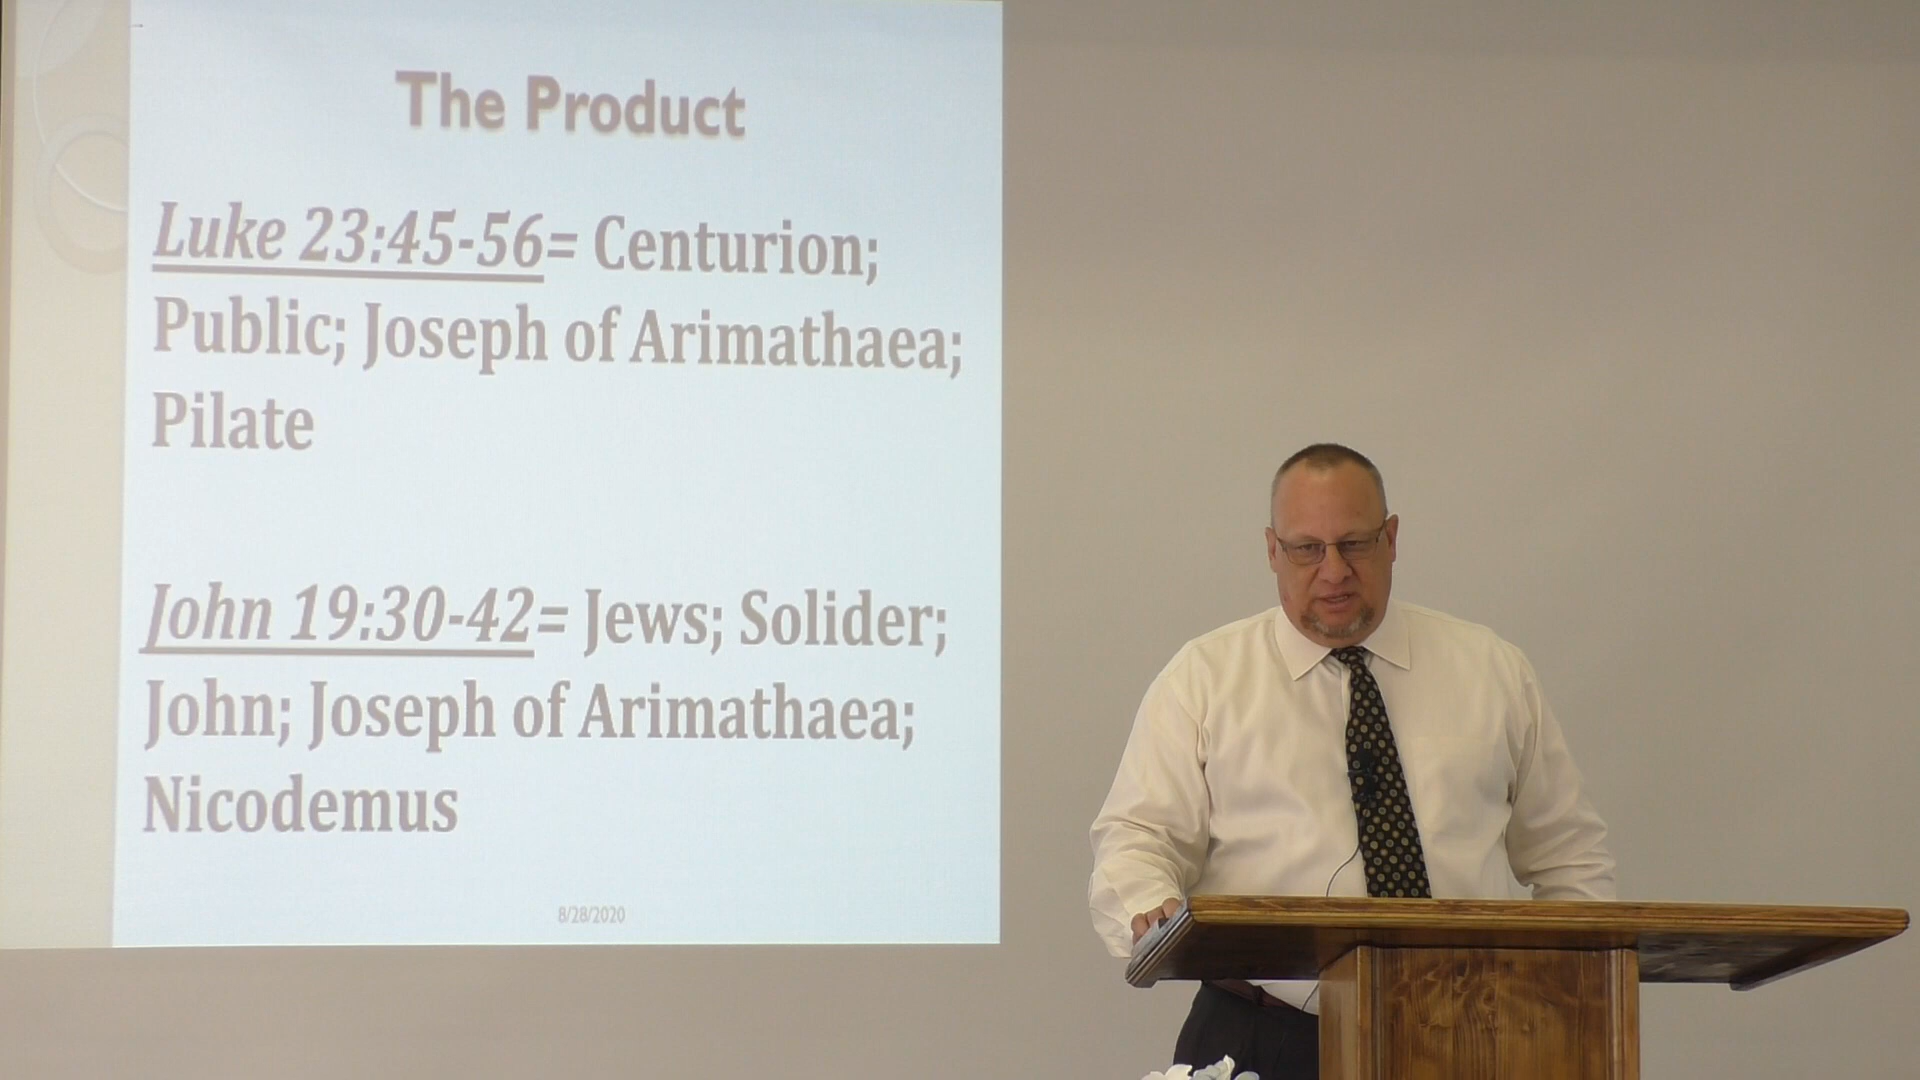 The Product
Luke 23:45-56= Centurion;
Public; Joseph of Arimathaea;
Pilate
John 19:30-42= Jews; Solider;
John; Joseph of Arimathaea;
Nicodemus
8/28/2020